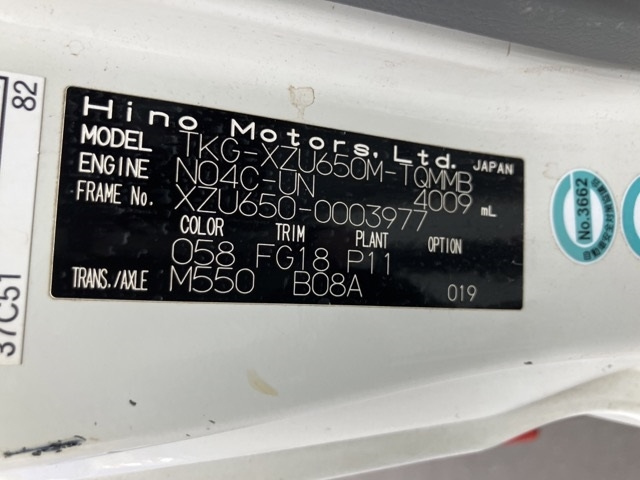 Hino Motors, Ltd. JAPAN
MODEL TKG-XZU650M-TQMMB
ENGINE N04C-UN 4009 mL
FRAME No. XZU650-0003977
COLOR TRIM PLANT OPTION
058 FG18 P11
TRANS./AXLE M550 B08A 019
82
37C51
No.3662